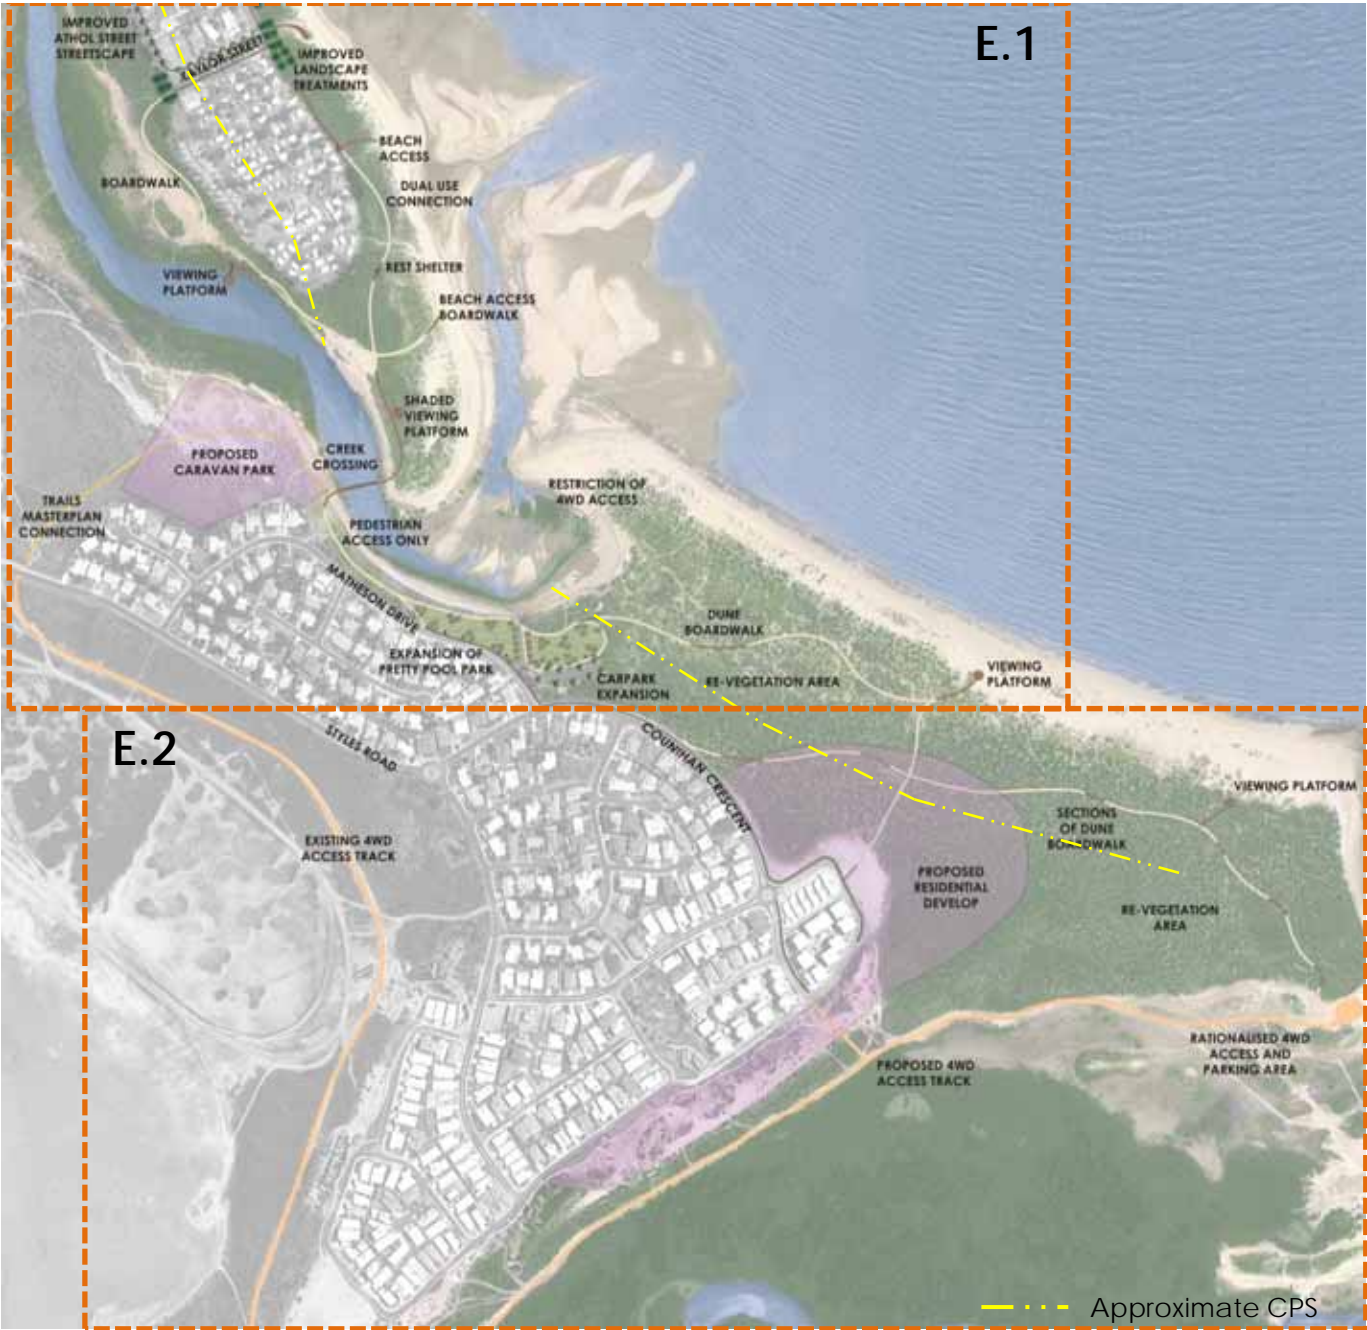 IMPROVED
ATHOL STREET
STREETSCAPE
TAYLOR STREET
IMPROVED
LANDSCAPE
TREATMENTS
E.1
BEACH
ACCESS
BOARDWALK
DUAL USE
CONNECTION
VIEWING
PLATFORM
REST SHELTER
BEACH ACCESS
BOARDWALK
SHADED
VIEWING
PLATFORM
PROPOSED
CARAVAN PARK
CREEK
CROSSING
TRAILS
MASTERPLAN
CONNECTION
RESTRICTION OF
4WD ACCESS
PEDESTRIAN
ACCESS ONLY
MATHESON DRIVE
DUNE
BOARDWALK
EXPANSION OF
PRETTY POOL PARK
CARPARK
EXPANSION
RE-VEGETATION AREA
VIEWING
PLATFORM
E.2
STYLES ROAD
COUNIHAN CRESCENT
VIEWING PLATFORM
EXISTING 4WD
ACCESS TRACK
SECTIONS
OF DUNE
BOARDWALK
PROPOSED
RESIDENTIAL
DEVELOP
RE-VEGETATION
AREA
PROPOSED 4WD
ACCESS TRACK
RATIONALISED 4WD
ACCESS AND
PARKING AREA
Approximate CPS